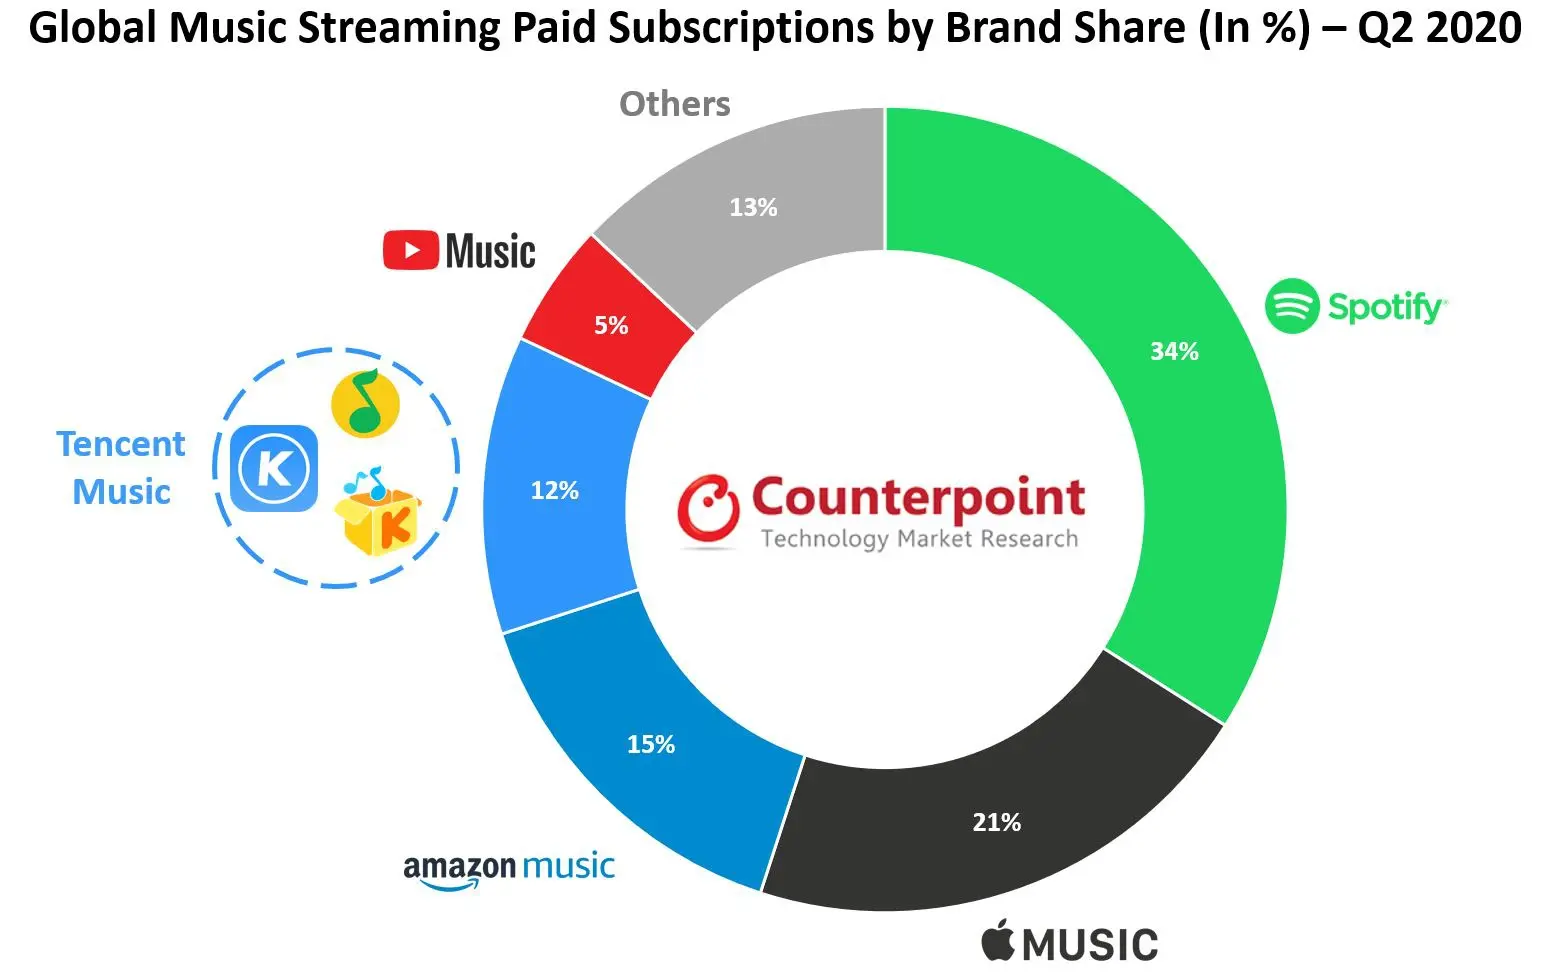 Global Music Streaming Paid Subscriptions by Brand Share (In %) – Q2 2020
Others
13%
Music
5%
Spotify
34%
Tencent
Music
K
K
12%
Counterpoint
Technology Market Research
15%
21%
amazon music
MUSIC